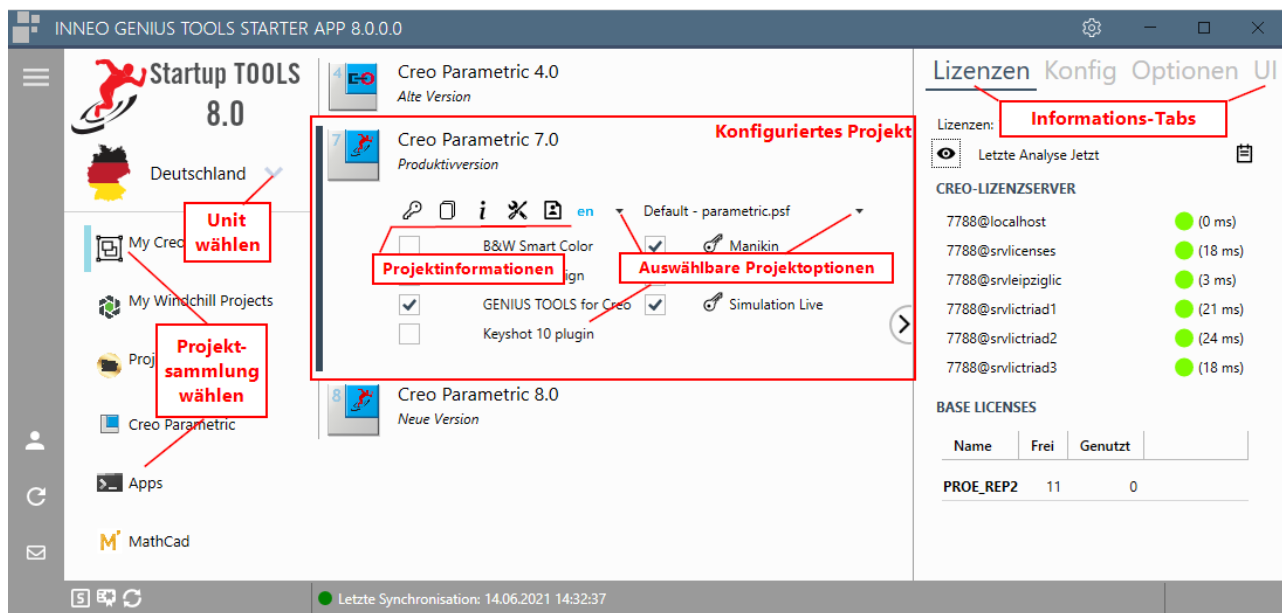 INNEO GENIUS TOOLS STARTER APP 8.0.0.0
Startup TOOLS
8.0
Deutschland
Unit
wählen
My Creo
My Windchill Projects
Projekt-
sammlung
wählen
Creo Parametric
Apps
MathCad
4
Creo Parametric 4.0
Alte Version
Konfiguriertes Projekt
7
Creo Parametric 7.0
Produktivversion
en
Default - parametric.psf
B&W Smart Color
Manikin
Projektinformationen
Auswählbare Projektoptionen
GENIUS TOOLS for Creo
Simulation Live
Keyshot 10 plugin
8
Creo Parametric 8.0
Neue Version
Lizenzen Konfig Optionen UI
Informations-Tabs
Lizenzen:
Letzte Analyse Jetzt
CREO-LIZENZSERVER
7788@localhost (0 ms)
7788@srvlicenses (18 ms)
7788@srvleipziglic (3 ms)
7788@srvlictriad1 (21 ms)
7788@srvlictriad2 (24 ms)
7788@srvlictriad3 (18 ms)
BASE LICENSES
Name Frei Genutzt
PROE_REP2 11 0
S
Letzte Synchronisation: 14.06.2021 14:32:37